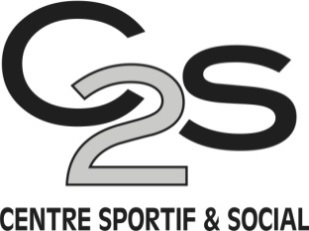 C2S
CENTRE SPORTIF & SOCIAL